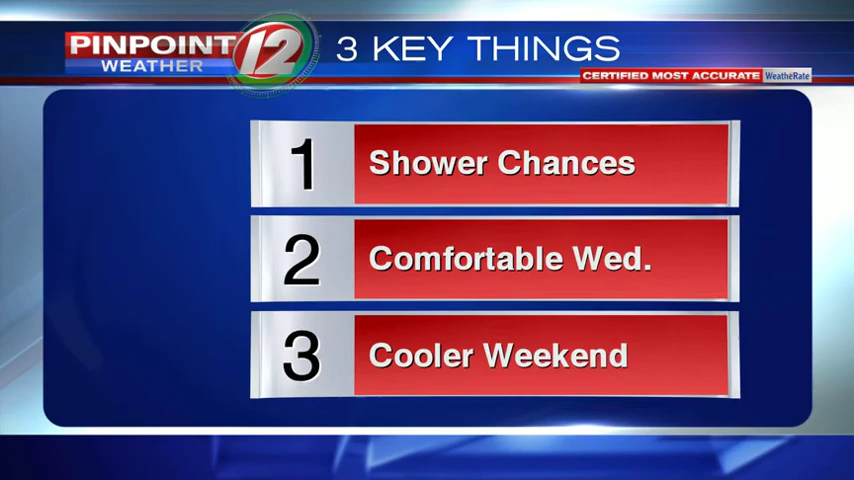 PINPOINT 12 3 KEY THINGS
WEATHER
CERTIFIED MOST ACCURATE WeatheRate
1 Shower Chances
2 Comfortable Wed.
3 Cooler Weekend